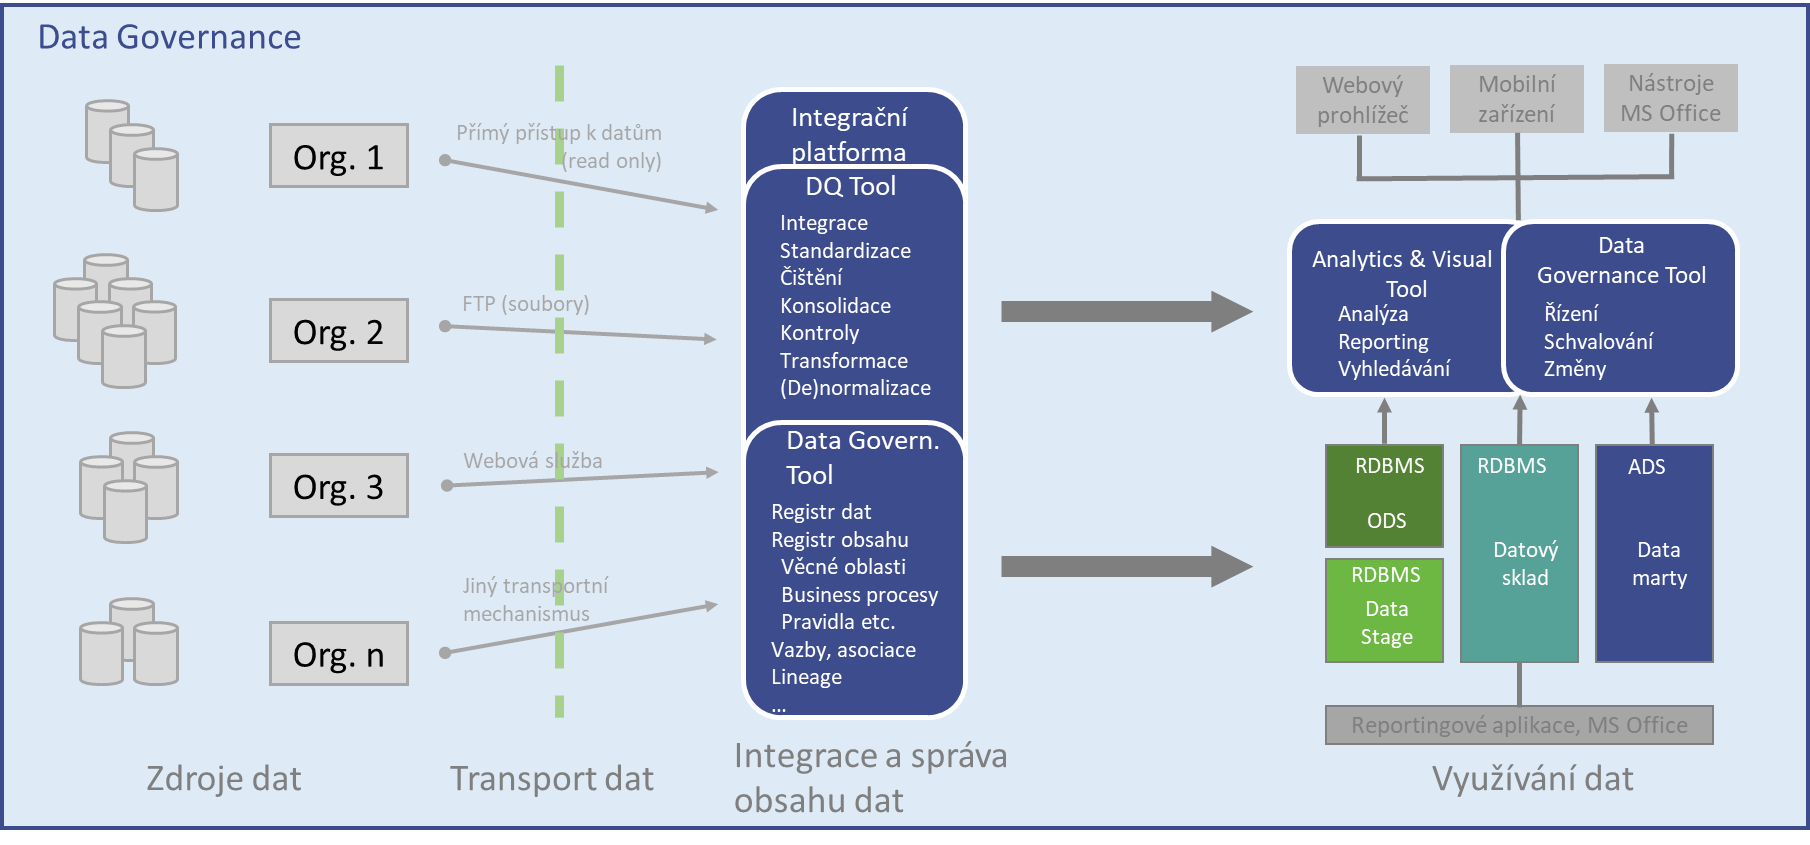 Data Governance
Org. 1
Org. 2
Org. 3
Org. n
Zdroje dat
Přímý přístup k datům
(read only)
FTP (soubory)
Webová služba
Jiný transportní
mechanismus
Transport dat
Integrační
platforma
DQ Tool
Integrace
Standardizace
Čištění
Konsolidace
Kontroly
Transformace
(De)normalizace
Data Govern.
Tool
Registr dat
Registr obsahu
Věcné oblasti
Business procesy
Pravidla etc.
Vazby, asociace
Lineage
...
Integrace a správa
obsahu dat
Webový
prohlížeč
Mobilní
zařízení
Nástroje
MS Office
Analytics & Visual
Tool
Analýza
Reporting
Vyhledávání
Data
Governance Tool
Řízení
Schvalování
Změny
RDBMS
ODS
RDBMS
Data
Stage
RDBMS
Datový
sklad
ADS
Data
marty
Reportingové aplikace, MS Office
Využívání dat